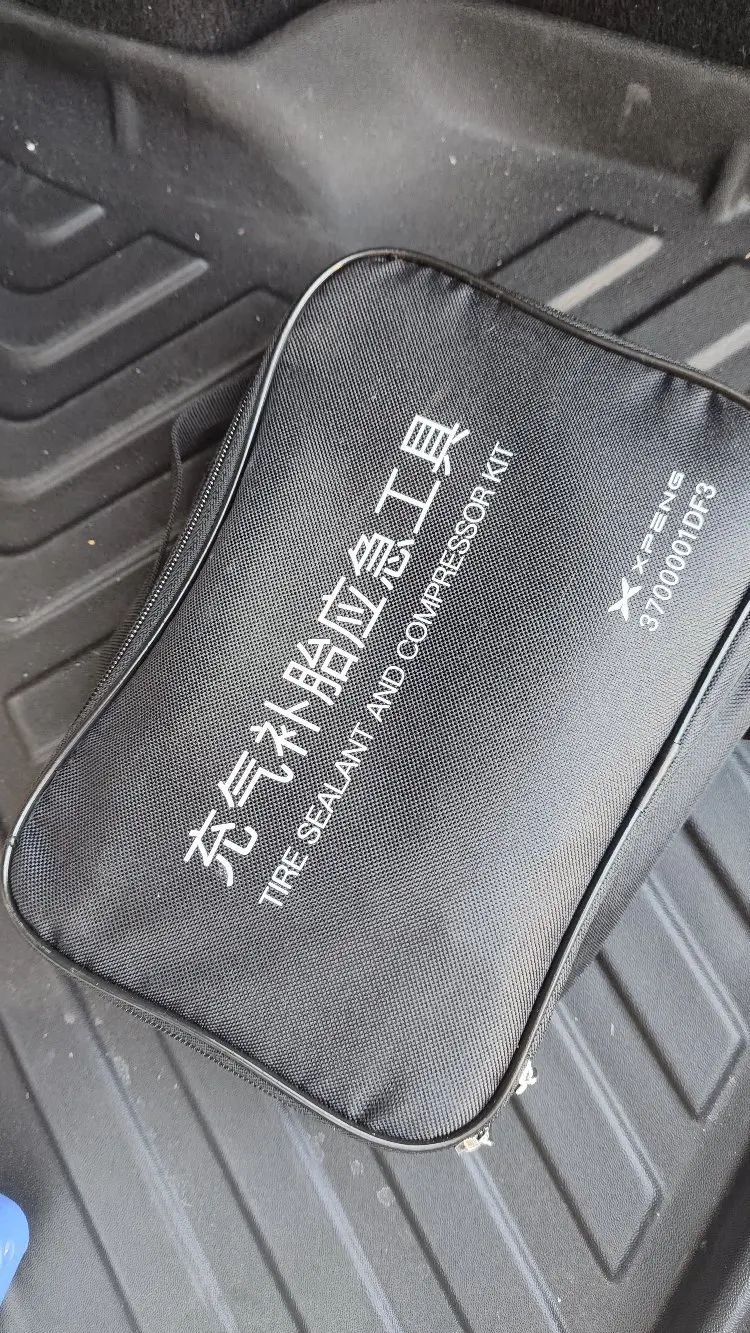 充气补胎应急工具
TIRE SEALANT AND COMPRESSOR KIT
XPENG
3700001DF3